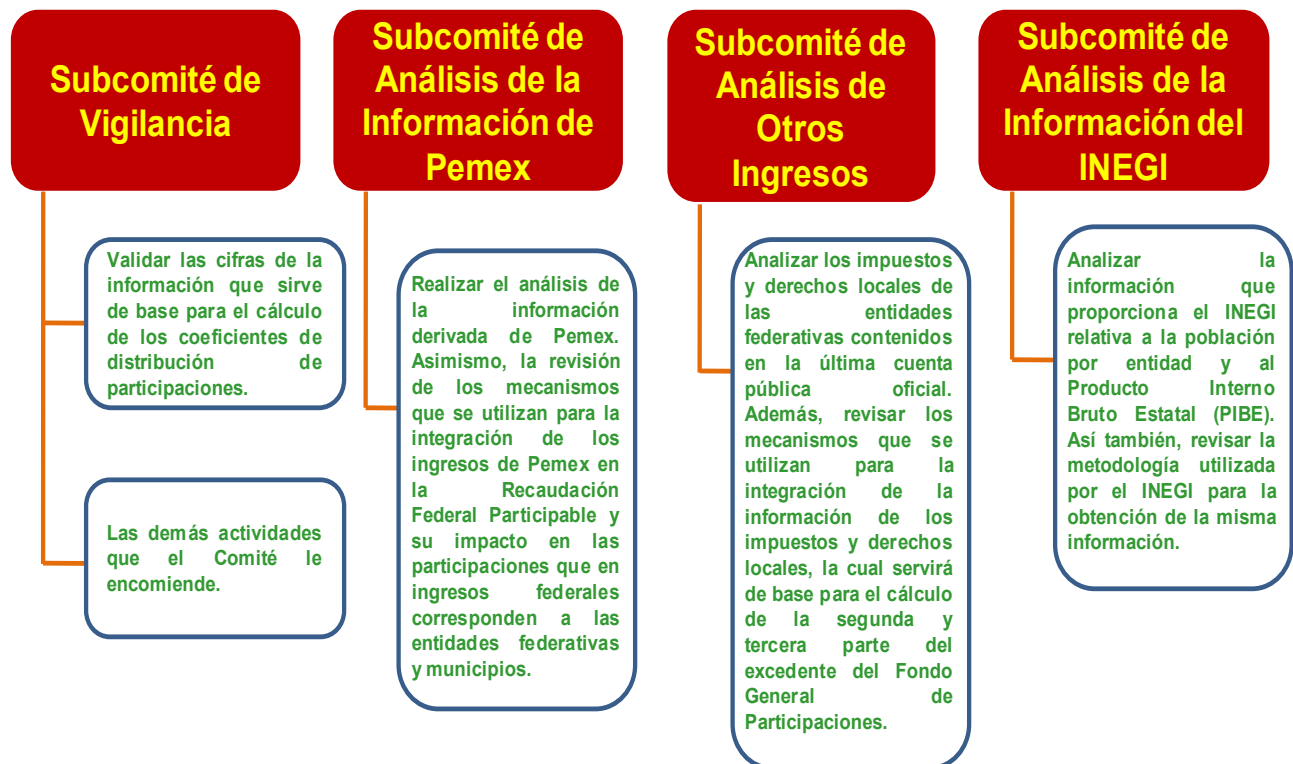 Subcomité de
Vigilancia
Validar las cifras de la
información que sirve
de base para el cálculo
de los coeficientes de
distribución de
participaciones.
Las demás actividades
que el Comité le
encomiende.
Subcomité de
Análisis de la
Información de
Pemex
Realizar el análisis de
la información
derivada de Pemex.
Asimismo, la revisión
de los mecanismos
que se utilizan para la
integración de los
ingresos de Pemex en
la Recaudación
Federal Participable y
su impacto en las
participaciones que en
ingresos federales
corresponden a las
entidades federativas
y municipios.
Subcomité de
Análisis de
Otros
Ingresos
Analizar los impuestos
y derechos locales de
las entidades
federativas contenidos
en la última cuenta
pública oficial.
Además, revisar los
mecanismos que se
utilizan para la
integración de la
información de los
impuestos y derechos
locales, la cual servirá
de base para el cálculo
de la segunda y
tercera parte del
excedente del Fondo
General de
Participaciones.
Subcomité de
Análisis de la
Información del
INEGI
Analizar la
información que
proporciona el INEGI
relativa a la población
por entidad y al
Producto Interno
Bruto Estatal (PIBE).
Así también, revisar la
metodología utilizada
por el INEGI para la
obtención de la misma
información.